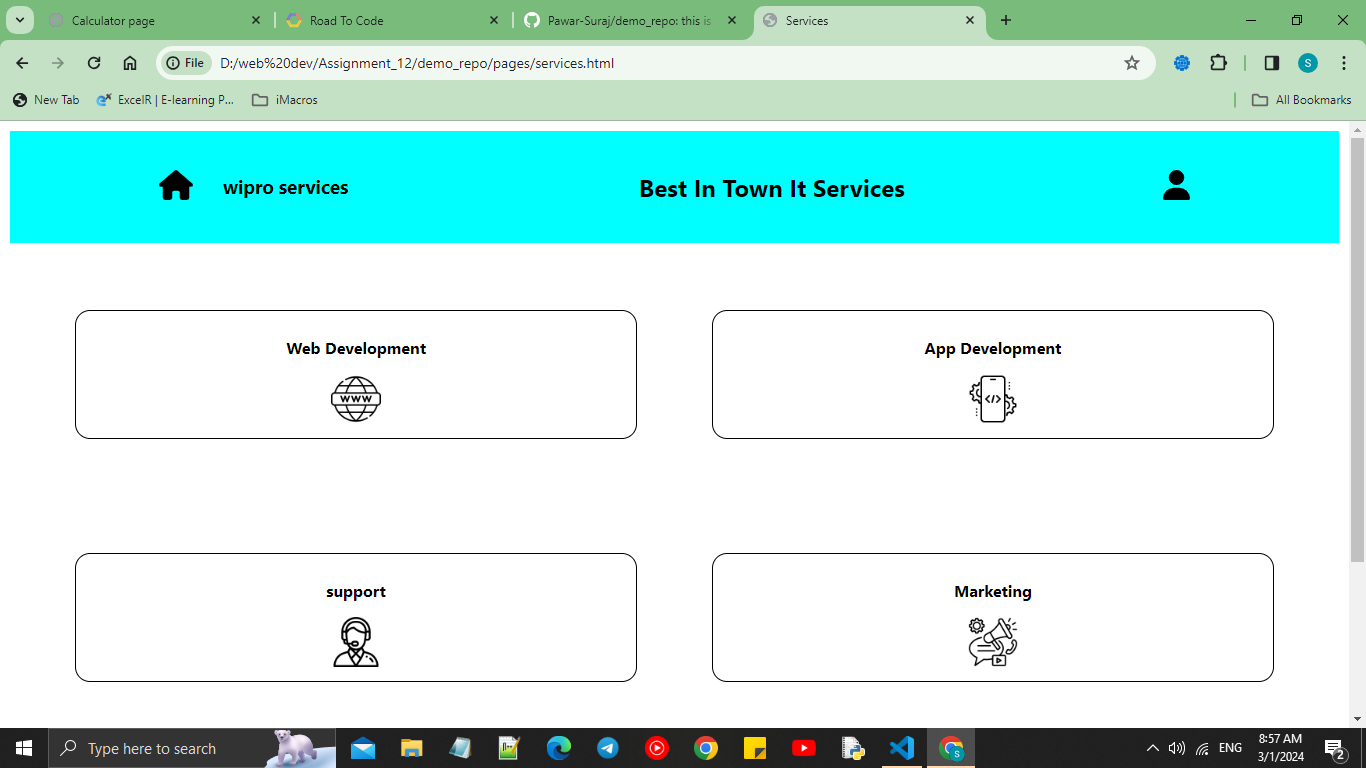 Calculator page
Road To Code
Pawar-Suraj/demo_repo: this is
Services
File
D:/web%20dev/Assignment_12/demo_repo/pages/services.html
S
New Tab
ExcelR | E-learning P...
iMacros
All Bookmarks
wipro services
Best In Town It Services
Web Development
WWW
App Development
</>
support
Marketing
Type here to search
S
ENG
8:57 AM
3/1/2024
2